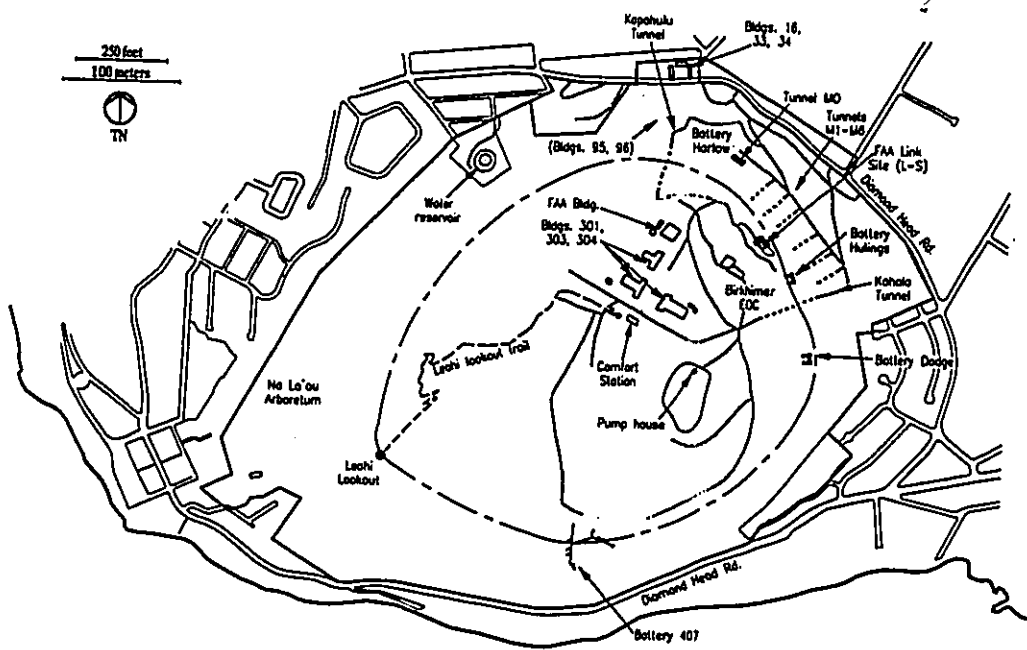 250 feet
100 meters
TN
Kapahulu
Tunnel
Bldgs. 16,
33, 34
Tunnel M0
Tunnels
M1-M6
FAA Link
Site (L-S)
Diamond Head Rd.
Battery
Harlow
(Bldgs. 95, 96)
Water
reservoir
FAA Bldg.
Bldgs. 301,
303, 304
Battery
Hulings
Kahala
Tunnel
Birkhimer
EOC
Leahi lookout trail
Comfort
Station
Battery Dodge
Na La'au
Arboretum
Pump house
Leahi
Lookout
Diamond Head Rd.
Battery 407